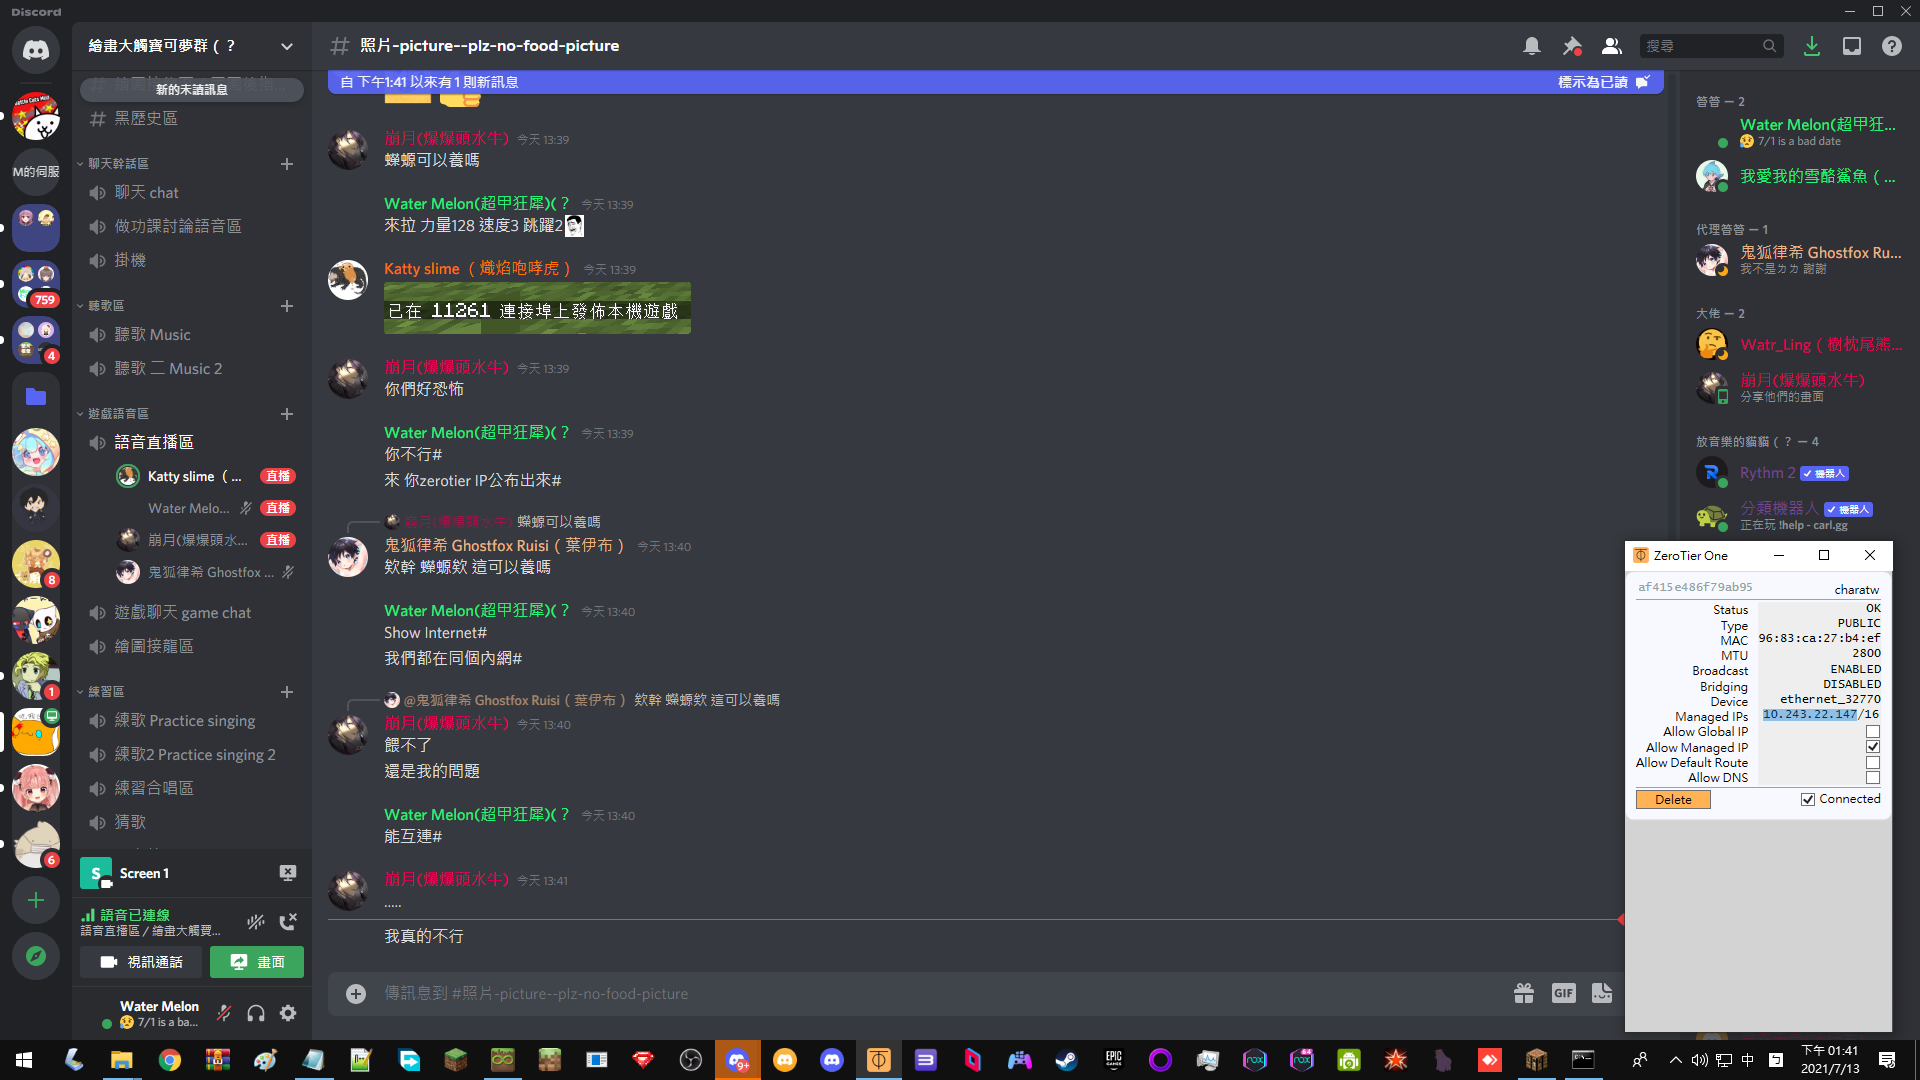 Discord
繪畫大觸寶可夢群 ( ?
新的未讀訊息
黑歷史區
聊天幹話區
聊天 chat
做功課討論語音區
掛機
聽歌區
聽歌 Music
聽歌 二 Music 2
遊戲語音區
語音直播區
Katty slime ( ... 直播
Water Melo... 直播
崩月(爆爆頭水... 直播
鬼狐律希 Ghostfox ...
遊戲聊天 game chat
繪圖接龍區
練習區
練歌 Practice singing
練歌2 Practice singing 2
練習合唱區
猜歌
S Screen 1
語音已連線
語音直播區 / 繪畫大觸寶...
視訊通話 畫面
Water Melon
7/1 is a ba...
M的伺服
759
4
8
1
6
# 照片-picture--plz-no-food-picture
搜尋
自 下午1:41 以來有 1 則新訊息 標示為已讀
崩月(爆爆頭水牛) 今天 13:39
蠑螈可以養嗎
Water Melon(超甲狂犀)( ? 今天 13:39
來拉 力量128 速度3 跳躍2
Katty slime ( 熾焰咆哮虎 ) 今天 13:39
已在 11261 連接埠上發佈本機遊戲
崩月(爆爆頭水牛) 今天 13:39
你們好恐怖
Water Melon(超甲狂犀)( ? 今天 13:39
你不行#
來 你zerotier IP公布出來#
崩月(爆爆頭水牛) 蠑螈可以養嗎
鬼狐律希 Ghostfox Ruisi ( 葉伊布 ) 今天 13:40
欸幹 蠑螈欸 這可以養嗎
Water Melon(超甲狂犀)( ? 今天 13:40
Show Internet#
我們都在同個內網#
@鬼狐律希 Ghostfox Ruisi ( 葉伊布 ) 欸幹 蠑螈欸 這可以養嗎
崩月(爆爆頭水牛) 今天 13:40
餵不了
還是我的問題
Water Melon(超甲狂犀)( ? 今天 13:40
能互連#
崩月(爆爆頭水牛) 今天 13:41
.....
我真的不行
傳訊息到 #照片-picture--plz-no-food-picture
GIF
答答 — 2
Water Melon(超甲狂...
7/1 is a bad date
我愛我的雪酪鯊魚 ( ...
代理答答 — 1
鬼狐律希 Ghostfox Ru...
我不是ㄌㄌ 謝謝
大佬 — 2
Watr_Ling ( 樹枕尾熊...
崩月(爆爆頭水牛)
分享他們的畫面
放音樂的貓貓 ( ? — 4
Rythm 2 機器人
分類機器人 機器人
正在玩 !help - carl.gg
ZeroTier One
af415e486f79ab95 charatw
Status OK
Type PUBLIC
MAC 96:83:ca:27:b4:ef
MTU 2800
Broadcast ENABLED
Bridging DISABLED
Device ethernet_32770
Managed IPs 10.243.22.147/16
Allow Global IP
Allow Managed IP
Allow Default Route
Allow DNS
Delete Connected
9+
EPIC GAMES
nox
nox 64
中
下午 01:41
2021/7/13